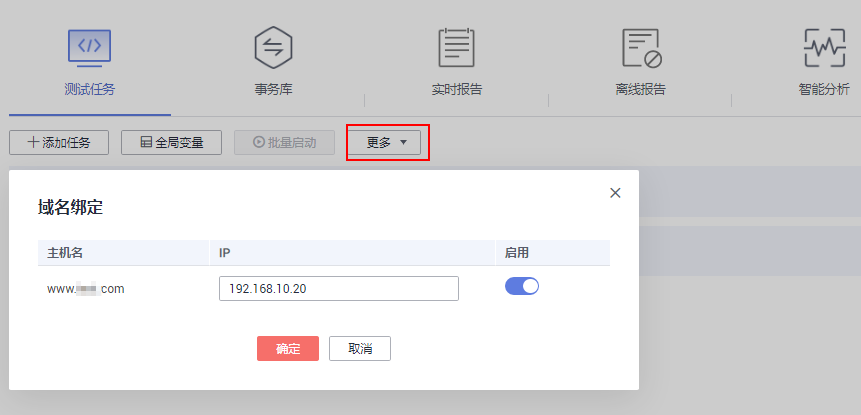 测试任务 事务库 实时报告 离线报告 智能分析
添加任务 全局变量 批量启动 更多
域名绑定
主机名 IP 启用
www. .com 192.168.10.20
确定 取消